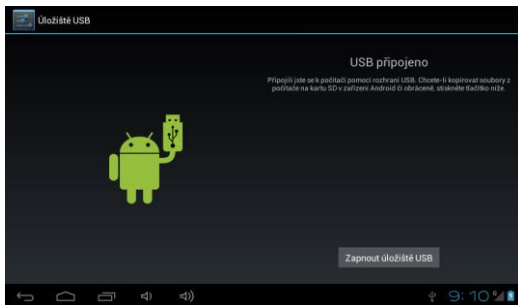 Úložiště USB
USB připojeno
Připojili jste se k počítači pomocí rozhraní USB. Chcete-li kopírovat soubory z
počítače na kartu SD v zařízení Android či obráceně, stiskněte tlačítko níže.
Zapnout úložiště USB
9:10